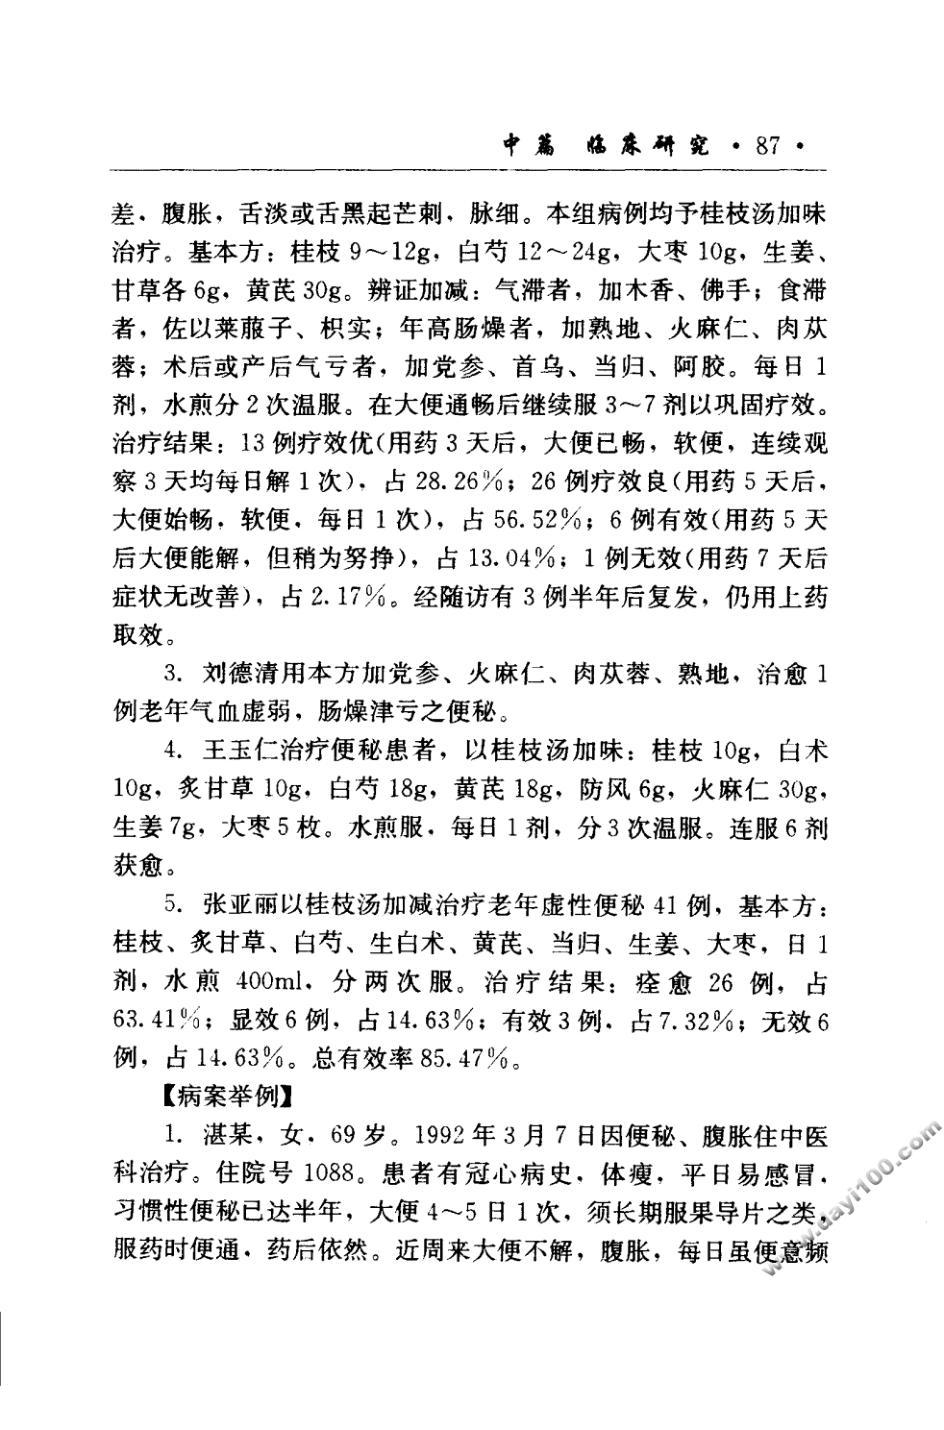 中篇 临床研究 · 87 ·
差，腹胀，舌淡或舌黑起芒刺，脉细。本组病例均予桂枝汤加味
治疗。基本方：桂枝 9～12g，白芍 12～24g，大枣 10g，生姜、
甘草各 6g，黄芪 30g。辨证加减：气滞者，加木香、佛手；食滞
者，佐以莱菔子、枳实；年高肠燥者，加熟地、火麻仁、肉苁
蓉；术后或产后气亏者，加党参、首乌、当归、阿胶。每日 1
剂，水煎分 2 次温服。在大便通畅后继续服 3～7 剂以巩固疗效。
治疗结果：13 例疗效优(用药 3 天后，大便已畅，软便，连续观
察 3 天均每日解 1 次)，占 28.26%；26 例疗效良(用药 5 天后，
大便始畅，软便，每日 1 次)，占 56.52%；6 例有效(用药 5 天
后大便能解，但稍为努挣)，占 13.04%；1 例无效(用药 7 天后
症状无改善)，占 2.17%。经随访有 3 例半年后复发，仍用上药
取效。
3. 刘德清用本方加党参、火麻仁、肉苁蓉、熟地，治愈 1
例老年气血虚弱，肠燥津亏之便秘。
4. 王玉仁治疗便秘患者，以桂枝汤加味：桂枝 10g，白术
10g，炙甘草 10g，白芍 18g，黄芪 18g，防风 6g，火麻仁 30g，
生姜 7g，大枣 5 枚。水煎服，每日 1 剂，分 3 次温服。连服 6 剂
获愈。
5. 张亚丽以桂枝汤加减治疗老年虚性便秘 41 例，基本方：
桂枝、炙甘草、白芍、生白术、黄芪、当归、生姜、大枣，日 1
剂，水煎 400ml，分两次服。治疗结果：痊愈 26 例，占
63.41%；显效 6 例，占 14.63%；有效 3 例，占 7.32%；无效 6
例，占 14.63%。总有效率 85.47%。
【病案举例】
1. 湛某，女，69 岁。1992 年 3 月 7 日因便秘、腹胀住中医
科治疗。住院号 1088。患者有冠心病史，体瘦，平日易感冒，
习惯性便秘已达半年，大便 4～5 日 1 次，须长期服果导片之类，
服药时便通，药后依然。近周来大便不解，腹胀，每日虽便意频
www.dayi100.com